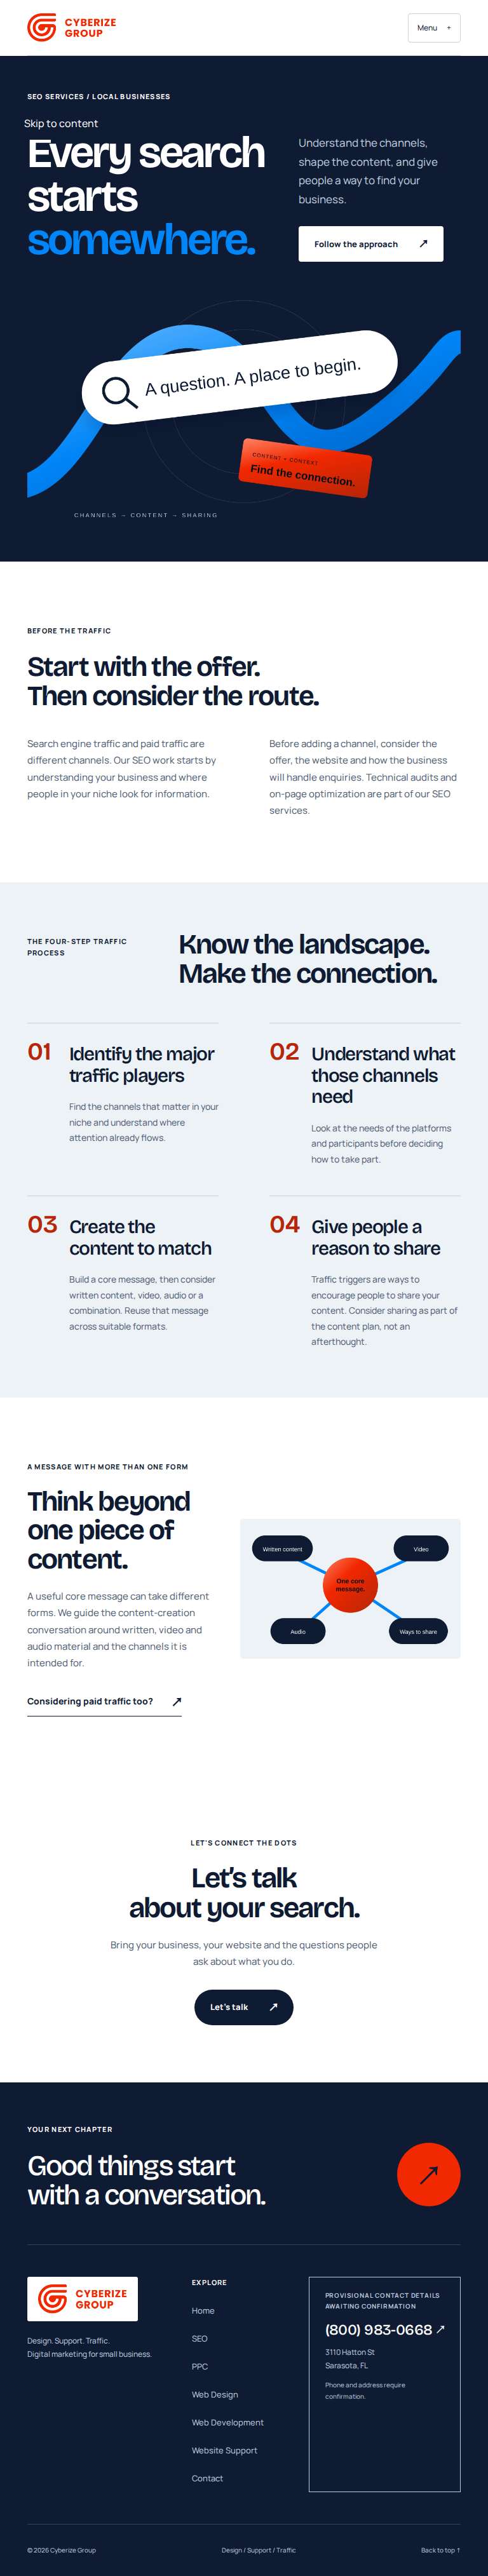 CYBERIZE
GROUP
Menu +
SEO SERVICES / LOCAL BUSINESSES
Skip to content
Every search
starts
somewhere.
Understand the channels,
shape the content, and give
people a way to find your
business.
Follow the approach ↗
A question. A place to begin.
CONTENT + CONTEXT
Find the connection.
CHANNELS → CONTENT → SHARING
BEFORE THE TRAFFIC
Start with the offer.
Then consider the route.
Search engine traffic and paid traffic are
different channels. Our SEO work starts by
understanding your business and where
people in your niche look for information.
Before adding a channel, consider the
offer, the website and how the business
will handle enquiries. Technical audits and
on-page optimization are part of our SEO
services.
THE FOUR-STEP TRAFFIC
PROCESS
Know the landscape.
Make the connection.
01
Identify the major
traffic players
Find the channels that matter in your
niche and understand where
attention already flows.
02
Understand what
those channels
need
Look at the needs of the platforms
and participants before deciding
how to take part.
03
Create the
content to match
Build a core message, then consider
written content, video, audio or a
combination. Reuse that message
across suitable formats.
04
Give people a
reason to share
Traffic triggers are ways to
encourage people to share your
content. Consider sharing as part of
the content plan, not an
afterthought.
A MESSAGE WITH MORE THAN ONE FORM
Think beyond
one piece of
content.
A useful core message can take different
forms. We guide the content-creation
conversation around written, video and
audio material and the channels it is
intended for.
Considering paid traffic too? ↗
Written content
Video
One core
message.
Audio
Ways to share
LET'S CONNECT THE DOTS
Let's talk
about your search.
Bring your business, your website and the questions people
ask about what you do.
Let's talk ↗
YOUR NEXT CHAPTER
Good things start
with a conversation.
↗
CYBERIZE
GROUP
Design. Support. Traffic.
Digital marketing for small business.
EXPLORE
Home
SEO
PPC
Web Design
Web Development
Website Support
Contact
PROVISIONAL CONTACT DETAILS
AWAITING CONFIRMATION
(800) 983-0668 ↗
3110 Hatton St
Sarasota, FL
Phone and address require
confirmation.
© 2026 Cyberize Group
Design / Support / Traffic
Back to top ↑